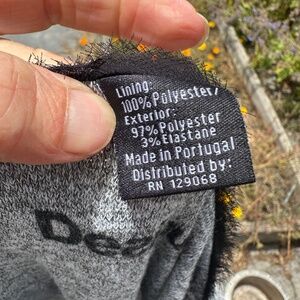 Lining:
100% Polyester/
Exterior:
97% Polyester
3% Elastane
Made in Portugal
Distributed by:
RN 129068